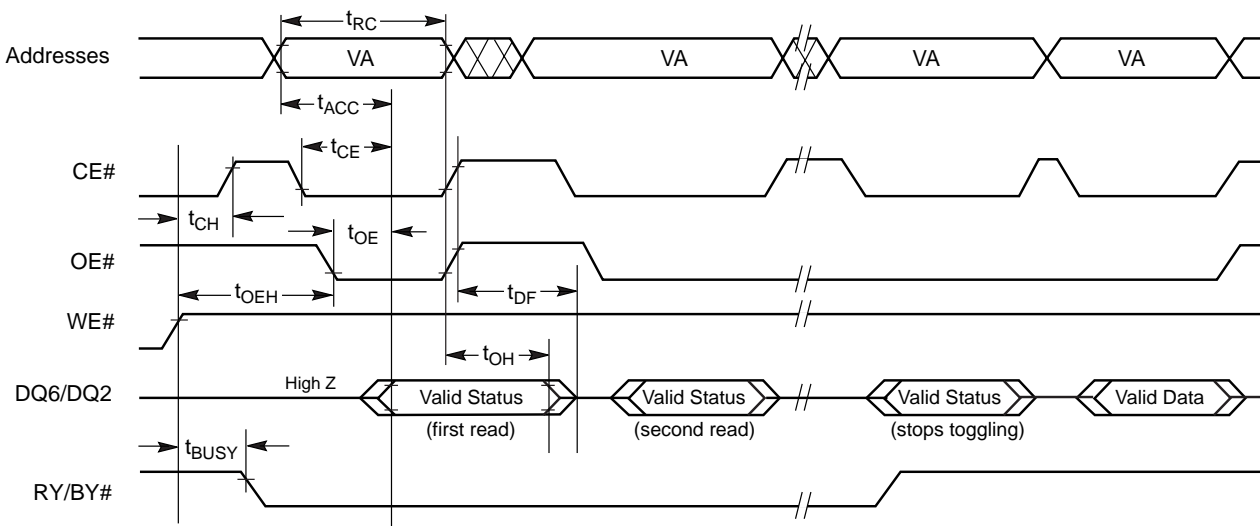 tRC
Addresses VA VA VA VA
tACC
tCE
CE#
tCH tOE
OE#
tOEH tDF
WE#
tOH
High Z
DQ6/DQ2 Valid Status Valid Status Valid Status Valid Data
(first read) (second read) (stops toggling)
tBUSY
RY/BY#